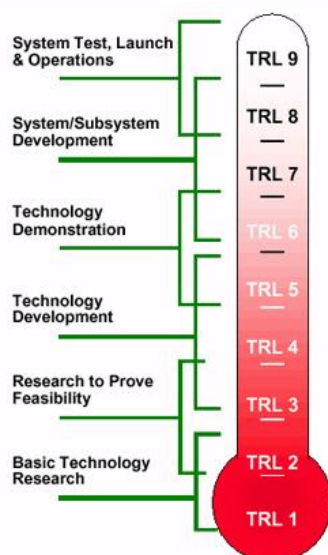 System Test, Launch
& Operations
System/Subsystem
Development
Technology
Demonstration
Technology
Development
Research to Prove
Feasibility
Basic Technology
Research
TRL 9
TRL 8
TRL 7
TRL 6
TRL 5
TRL 4
TRL 3
TRL 2
TRL 1